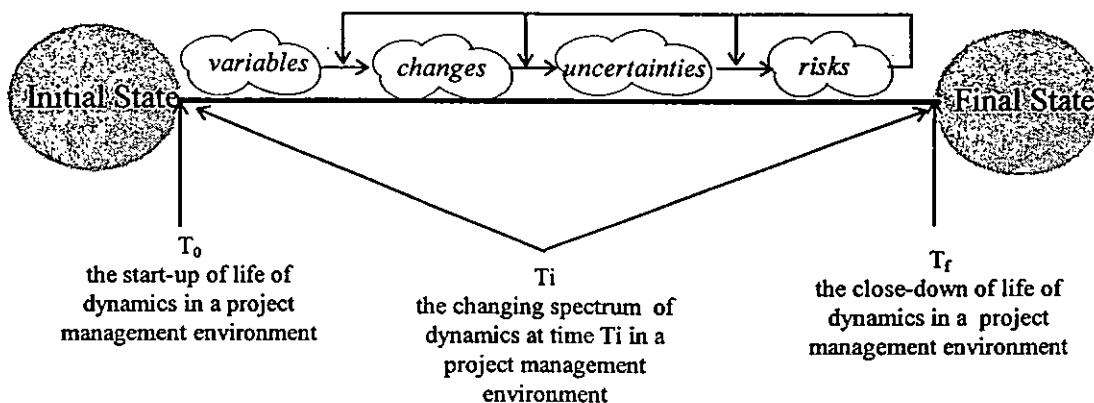 variables
changes
uncertainties
risks
Initial State
Final State
T₀
the start-up of life of
dynamics in a project
management environment
Ti
the changing spectrum of
dynamics at time Ti in a
project management
environment
T_f
the close-down of life of
dynamics in a project
management environment